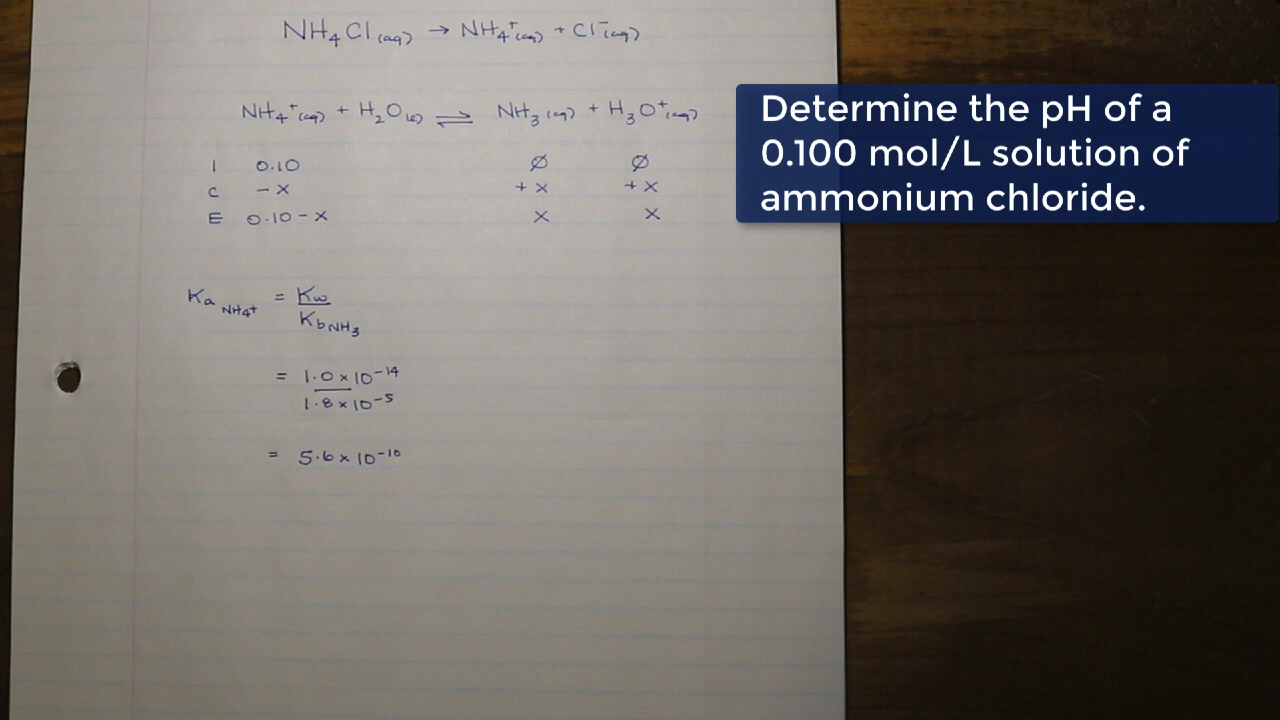 NH₄Cl(aq) → NH₄⁺(aq) + Cl⁻(aq)
NH₄⁺(aq) + H₂O(l) ⇌ NH₃(aq) + H₃O⁺(aq)
Determine the pH of a
0.100 mol/L solution of
ammonium chloride.
I 0.10 ∅ ∅
C -x +x +x
E 0.10-x x x
Ka NH₄⁺ = Kw
Kb NH₃
= 1.0 × 10⁻¹⁴
1.8 × 10⁻⁵
= 5.6 × 10⁻¹⁰